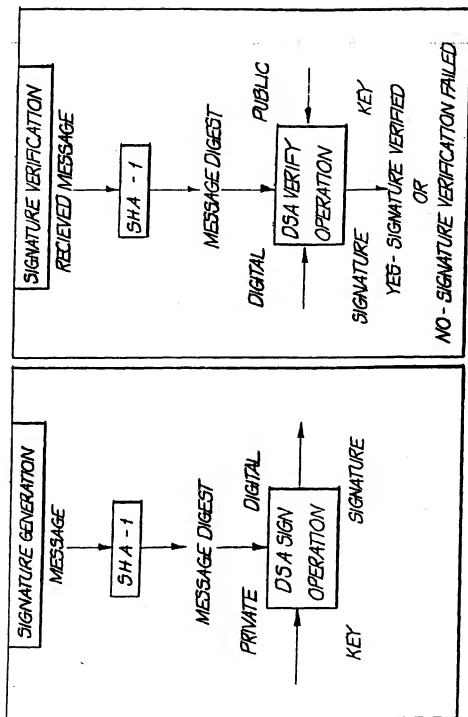 SIGNATURE GENERATION
MESSAGE
SHA - 1
MESSAGE DIGEST
PRIVATE DIGITAL
DSA SIGN
OPERATION
KEY SIGNATURE
SIGNATURE VERIFICATION
RECIEVED MESSAGE
SHA - 1
MESSAGE DIGEST
DIGITAL PUBLIC
DSA VERIFY
OPERATION
SIGNATURE KEY
YES - SIGNATURE VERIFIED
OR
NO - SIGNATURE VERIFICATION FAILED